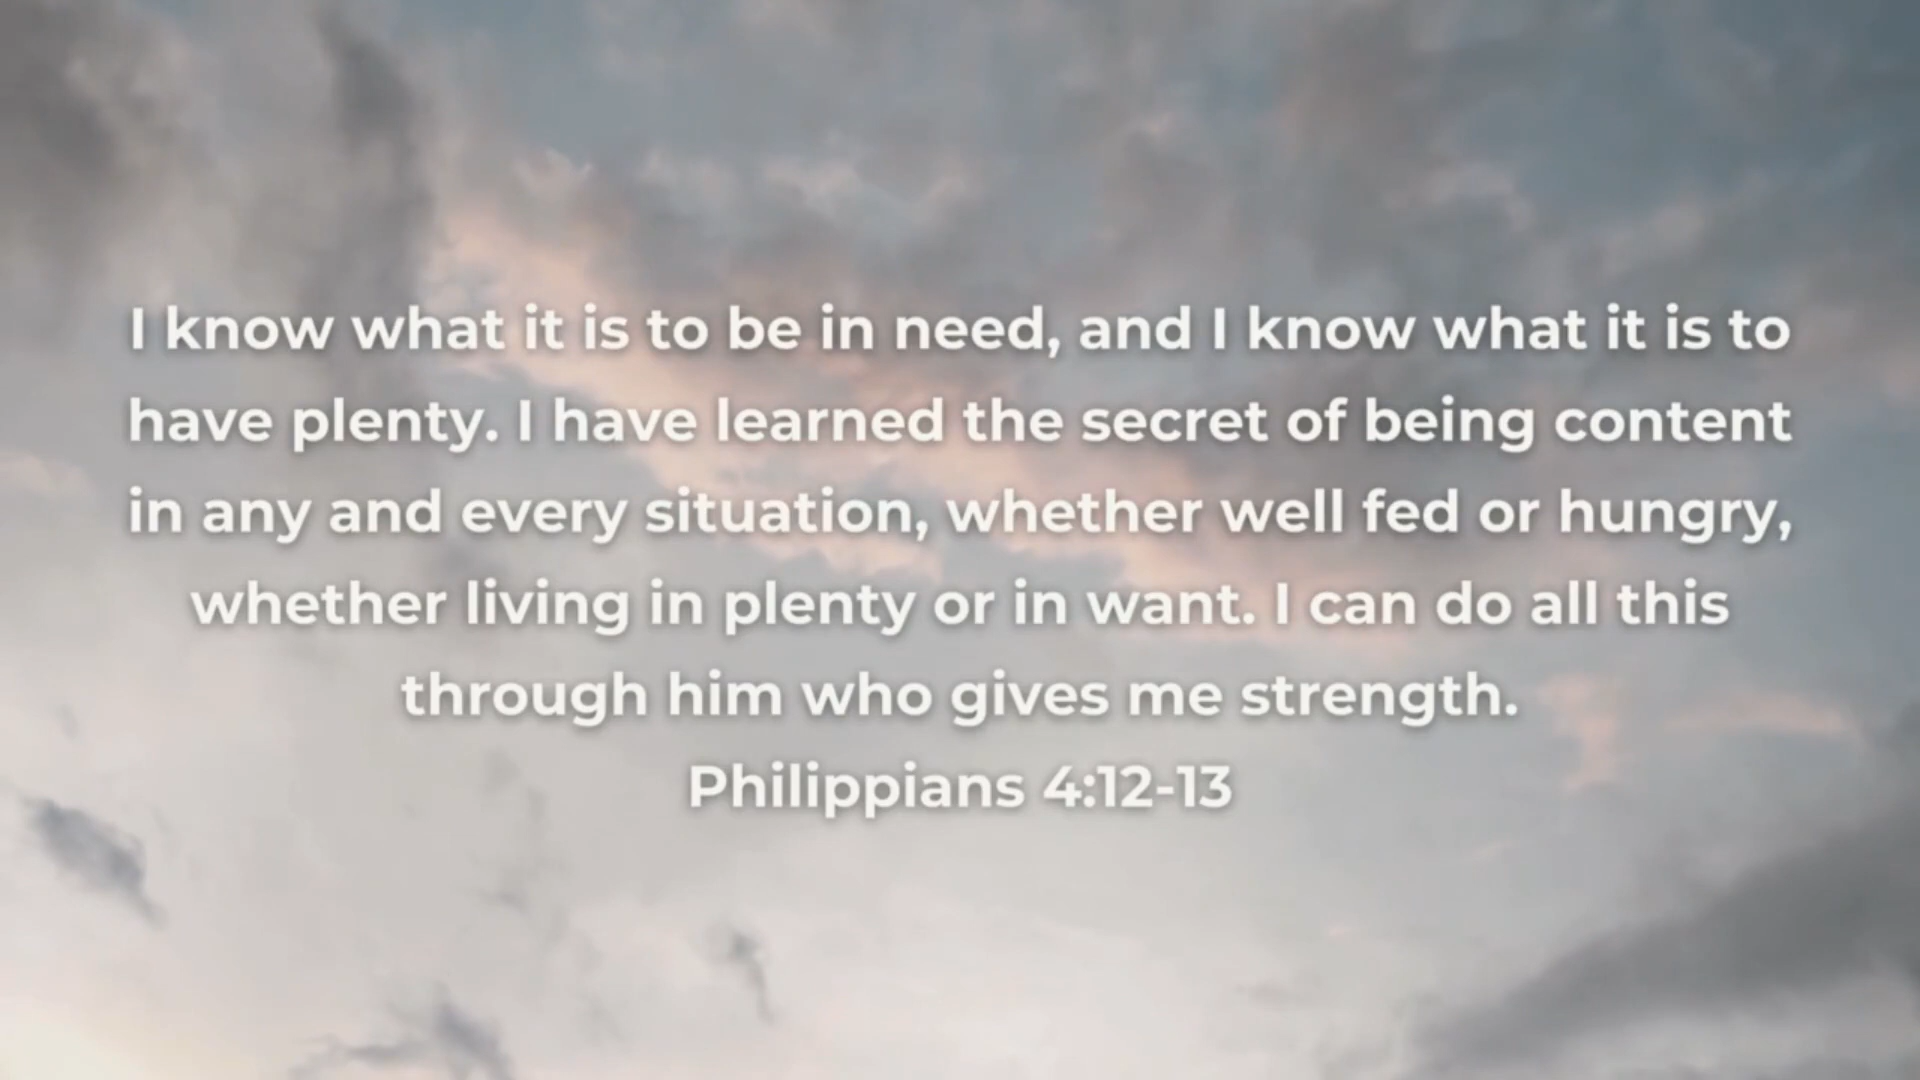 I know what it is to be in need, and I know what it is to
have plenty. I have learned the secret of being content
in any and every situation, whether well fed or hungry,
whether living in plenty or in want. I can do all this
through him who gives me strength.
Philippians 4:12-13